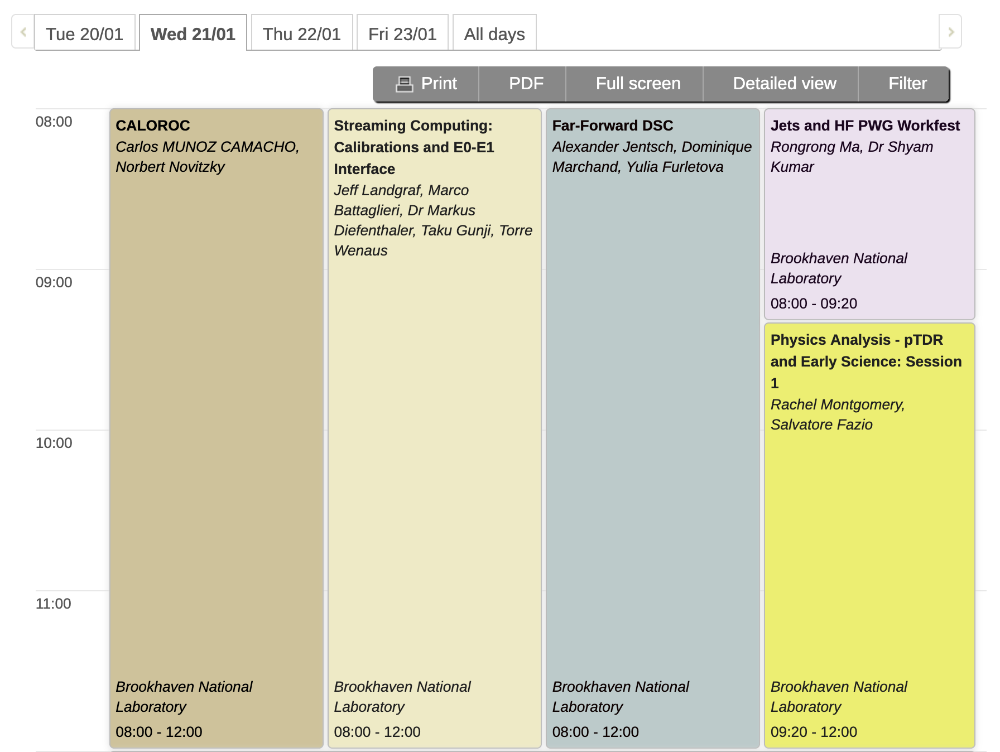 Tue 20/01
Wed 21/01
Thu 22/01
Fri 23/01
All days
Print
PDF
Full screen
Detailed view
Filter
08:00
09:00
10:00
11:00
CALOROC
Carlos MUNOZ CAMACHO,
Norbert Novitzky
Brookhaven National
Laboratory
08:00 - 12:00
Streaming Computing:
Calibrations and E0-E1
Interface
Jeff Landgraf, Marco
Battaglieri, Dr Markus
Diefenthaler, Taku Gunji, Torre
Wenaus
Brookhaven National
Laboratory
08:00 - 12:00
Far-Forward DSC
Alexander Jentsch, Dominique
Marchand, Yulia Furletova
Brookhaven National
Laboratory
08:00 - 12:00
Jets and HF PWG Workfest
Rongrong Ma, Dr Shyam
Kumar
Brookhaven National
Laboratory
08:00 - 09:20
Physics Analysis - pTDR
and Early Science: Session
1
Rachel Montgomery,
Salvatore Fazio
Brookhaven National
Laboratory
09:20 - 12:00